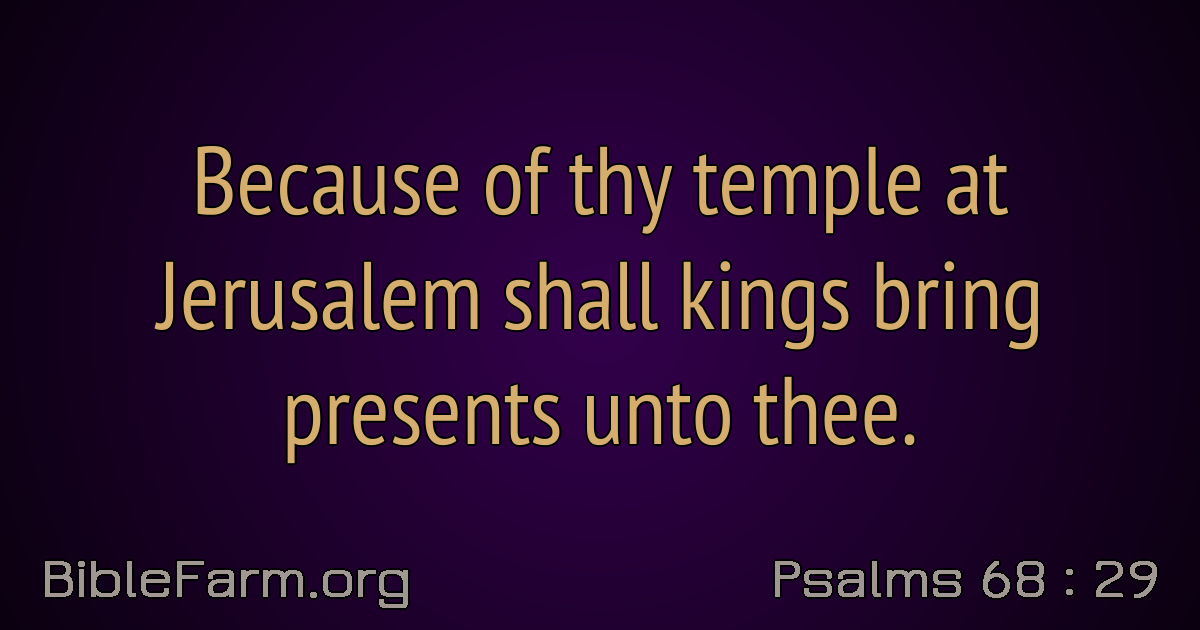 Because of thy temple at
Jerusalem shall kings bring
presents unto thee.
BibleFarm.org
Psalms 68 : 29